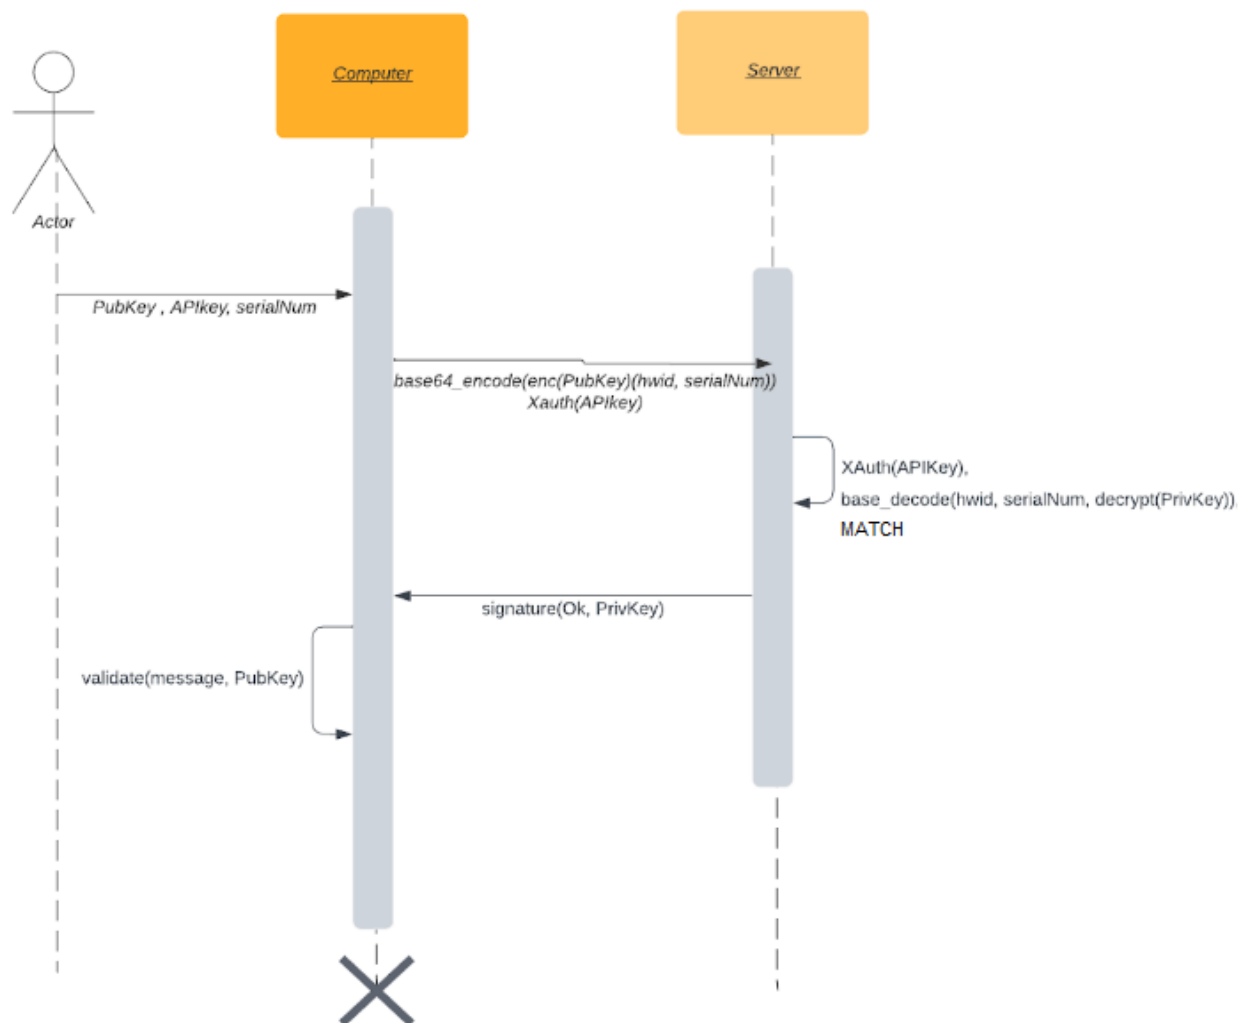 Computer
Server
Actor
PubKey , APIkey, serialNum
base64_encode(enc(PubKey)(hwid, serialNum))
Xauth(APIkey)
XAuth(APIKey),
base_decode(hwid, serialNum, decrypt(PrivKey)),
MATCH
signature(Ok, PrivKey)
validate(message, PubKey)